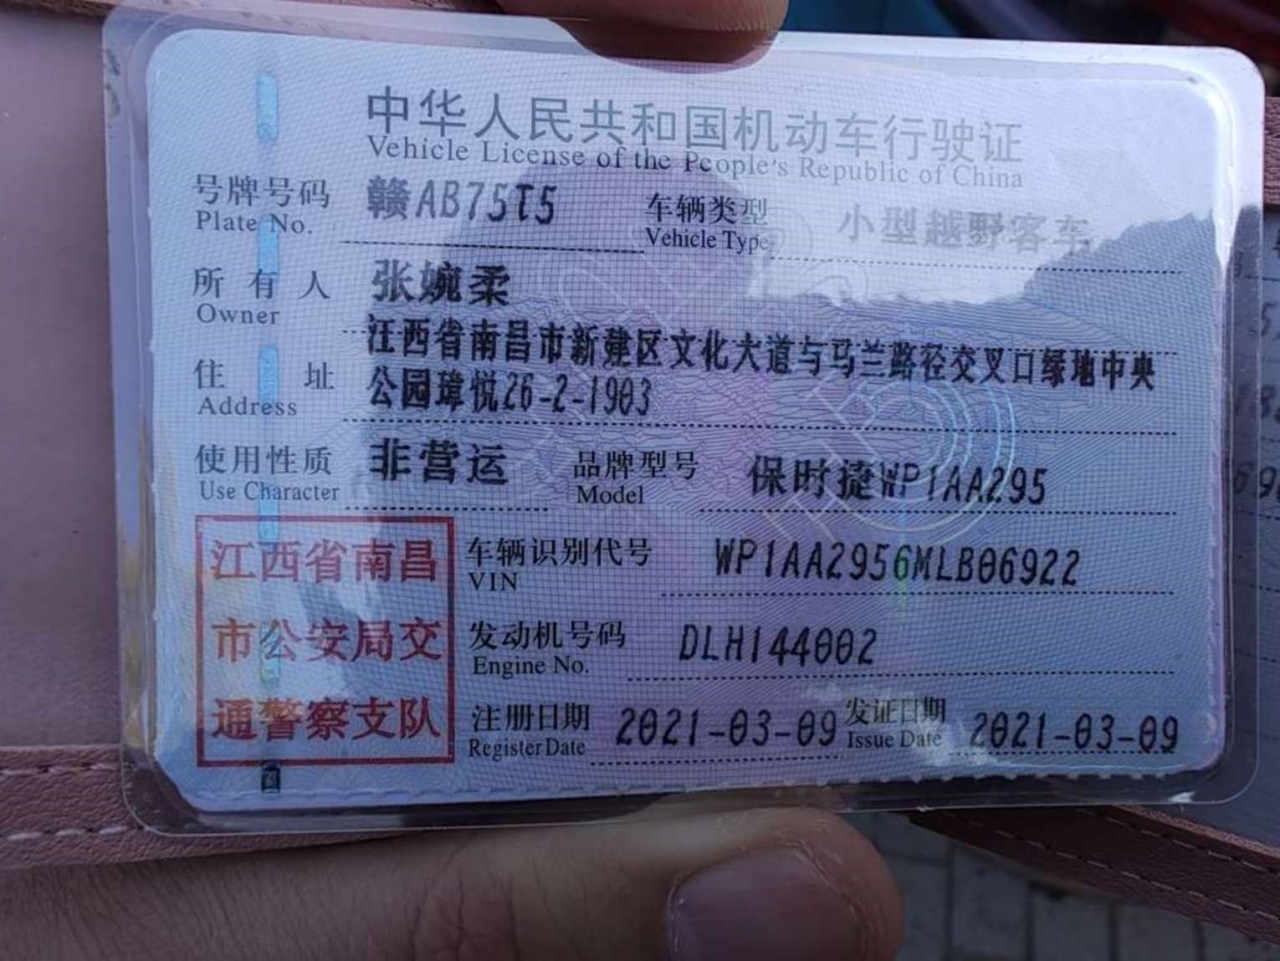 中华人民共和国机动车行驶证
Vehicle License of the People's Republic of China
号牌号码 赣AB75T5 车辆类型 小型越野客车
Plate No. Vehicle Type
所有人 张婉柔
Owner
江西省南昌市新建区文化大道与马兰路径交叉口绿地中央
住址 公园璋悦26-2-1903
Address
使用性质 非营运 品牌型号 保时捷WP1AA295
Use Character Model
江西省南昌
市公安局交
通警察支队
车辆识别代号 WP1AA2956MLB06922
VIN
发动机号码 DLH144002
Engine No.
注册日期 2021-03-09 发证日期 2021-03-09
Register Date Issue Date